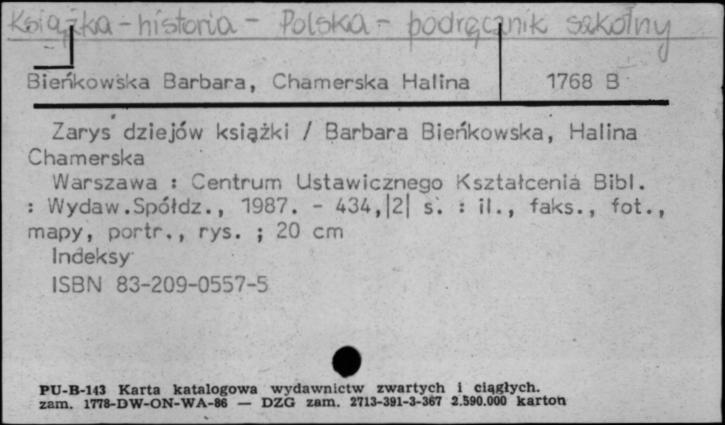 Książka - historia - Polska - podręcznik szkolny
Bieńkowska Barbara, Chamerska Halina 1768 B
Zarys dziejów książki / Barbara Bieńkowska, Halina
Chamerska
Warszawa : Centrum Ustawicznego Kształcenia Bibl.
: Wydaw.Spółdz., 1987. - 434,|2| s. : il., faks., fot.,
mapy, portr., rys. ; 20 cm
Indeksy
ISBN 83-209-0557-5
PU-B-143 Karta katalogowa wydawnictw zwartych i ciągłych.
zam. 1778-DW-ON-WA-86 — DZG zam. 2713-391-3-367 2.590.000 karton